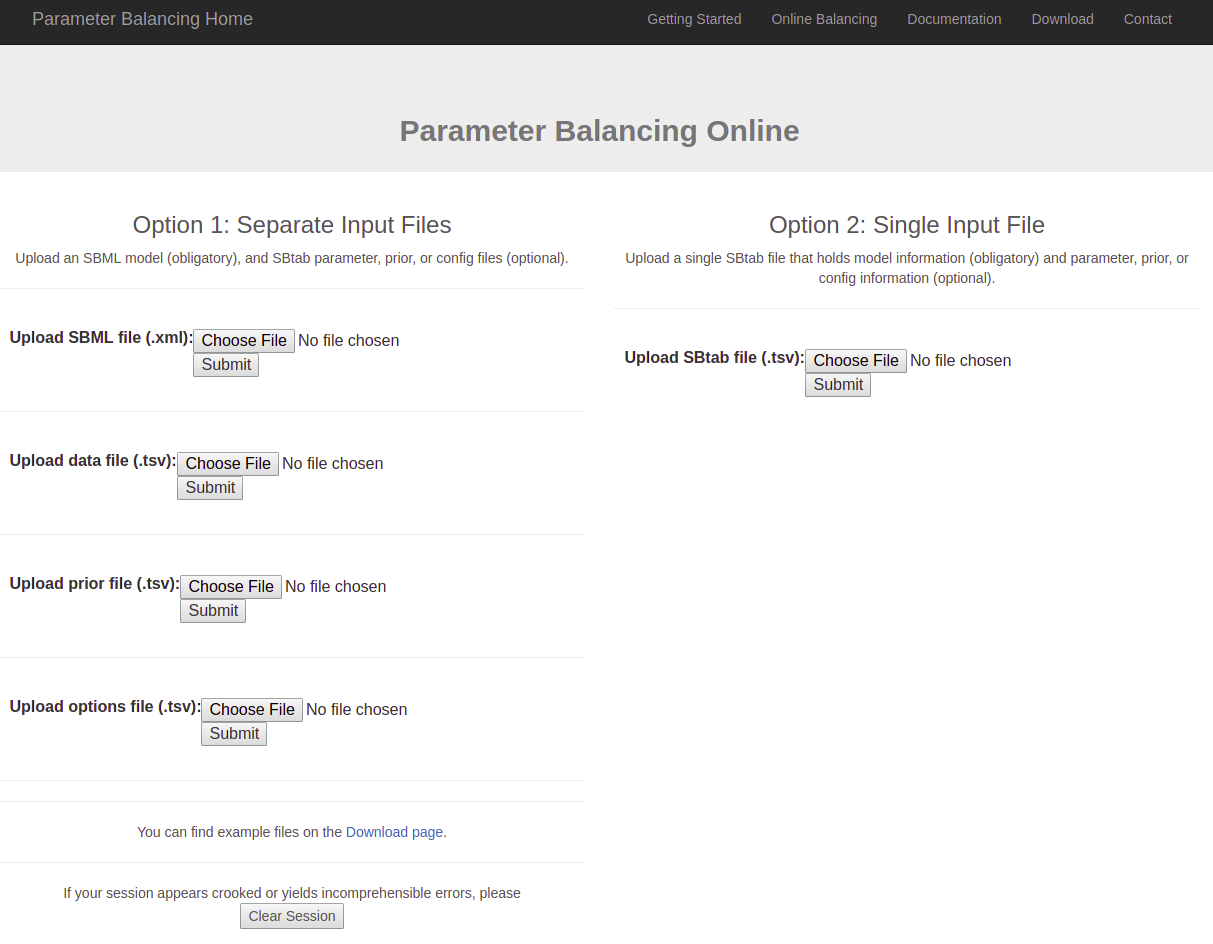 Parameter Balancing Home Getting Started Online Balancing Documentation Download Contact
Parameter Balancing Online
Option 1: Separate Input Files
Upload an SBML model (obligatory), and SBtab parameter, prior, or config files (optional).
Upload SBML file (.xml): Choose File No file chosen
Submit
Upload data file (.tsv): Choose File No file chosen
Submit
Upload prior file (.tsv): Choose File No file chosen
Submit
Upload options file (.tsv): Choose File No file chosen
Submit
You can find example files on the Download page.
If your session appears crooked or yields incomprehensible errors, please
Clear Session
Option 2: Single Input File
Upload a single SBtab file that holds model information (obligatory) and parameter, prior, or
config information (optional).
Upload SBtab file (.tsv): Choose File No file chosen
Submit